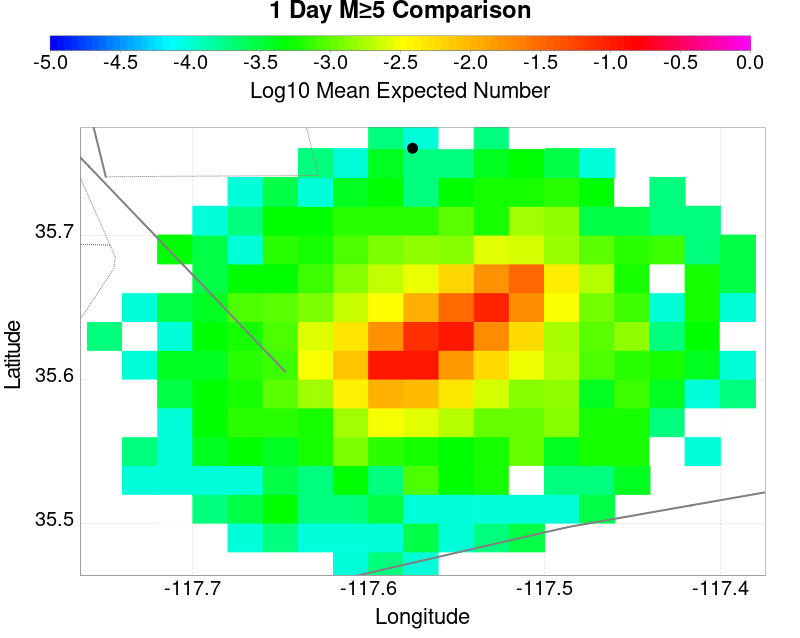 1 Day M≥5 Comparison
-5.0 -4.5 -4.0 -3.5 -3.0 -2.5 -2.0 -1.5 -1.0 -0.5 0.0
Log10 Mean Expected Number
35.7
35.6
35.5
Latitude
-117.7 -117.6 -117.5 -117.4
Longitude